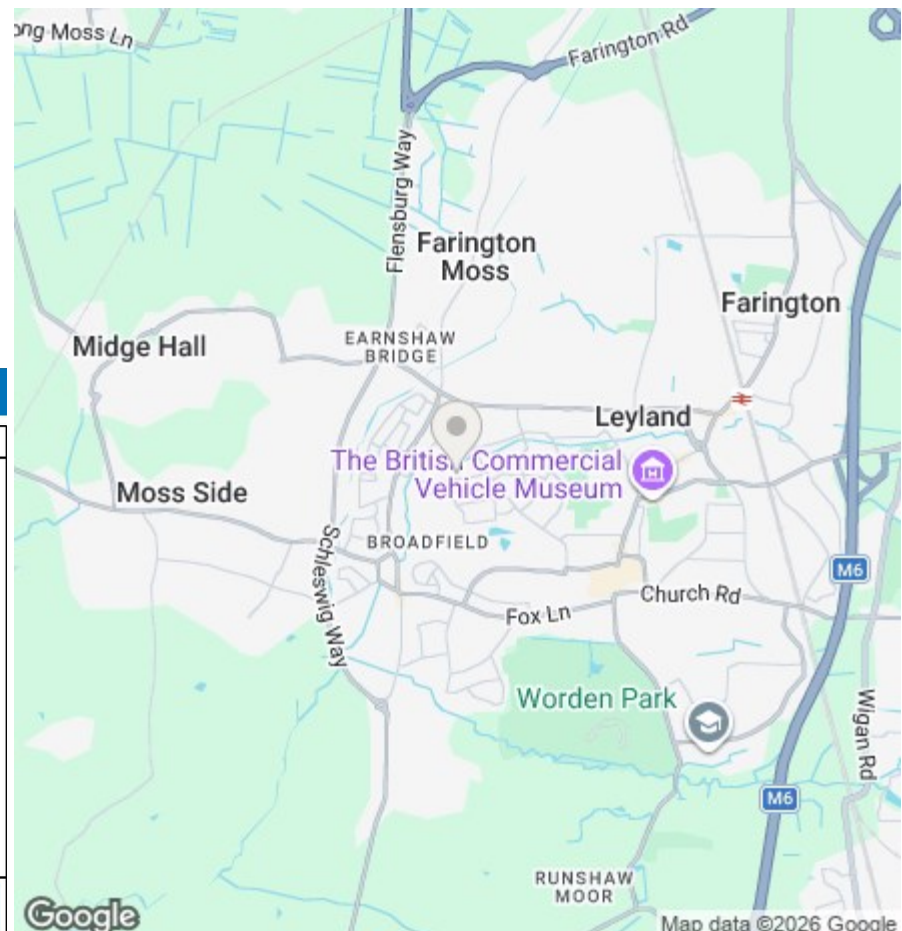 ong Moss Ln
Farington Rd
Flensburg Way
Farington
Moss
Farington
Midge Hall
EARNSHAW
BRIDGE
Leyland
The British Commercial
Vehicle Museum
Moss Side
BROADFIELD
Schleswig Way
M6
Church Rd
Fox Ln
Worden Park
Wigan Rd
M6
RUNSHAW
MOOR
Google
Map data ©2026 Google